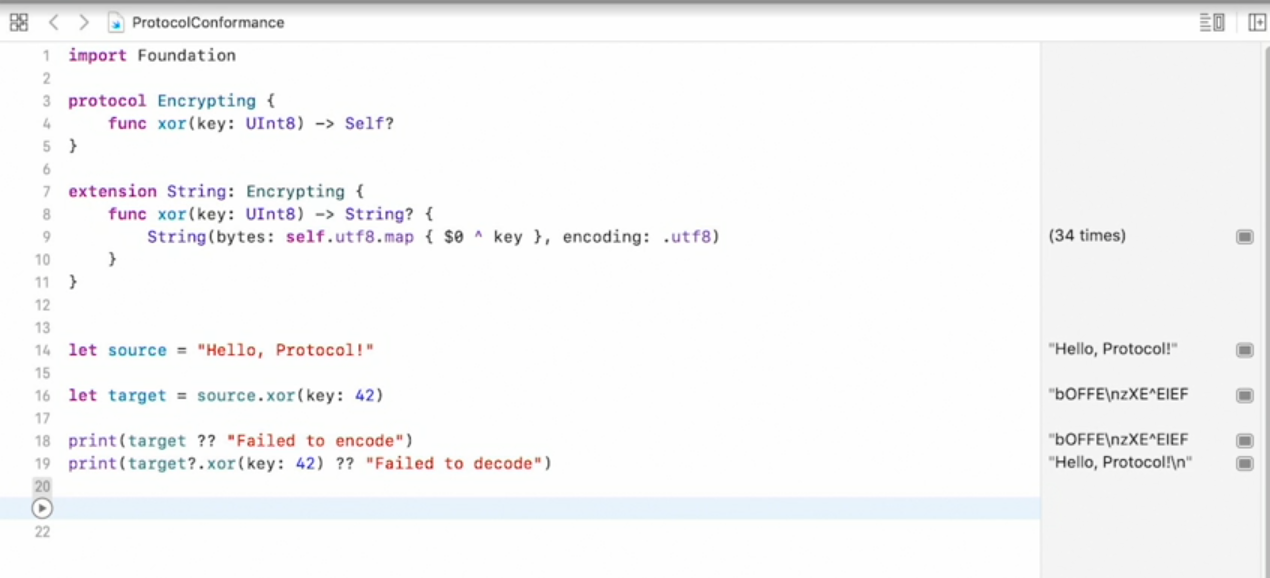 ProtocolConformance
1 import Foundation
2
3 protocol Encrypting {
4     func xor(key: UInt8) -> Self?
5 }
6
7 extension String: Encrypting {
8     func xor(key: UInt8) -> String? {
9         String(bytes: self.utf8.map { $0 ^ key }, encoding: .utf8) (34 times)
10     }
11 }
12
13
14 let source = "Hello, Protocol!" "Hello, Protocol!"
15
16 let target = source.xor(key: 42) "bOFFE\nzXE^EIEF
17
18 print(target ?? "Failed to encode") "bOFFE\nzXE^EIEF
19 print(target?.xor(key: 42) ?? "Failed to decode") "Hello, Protocol!\n"
20
22